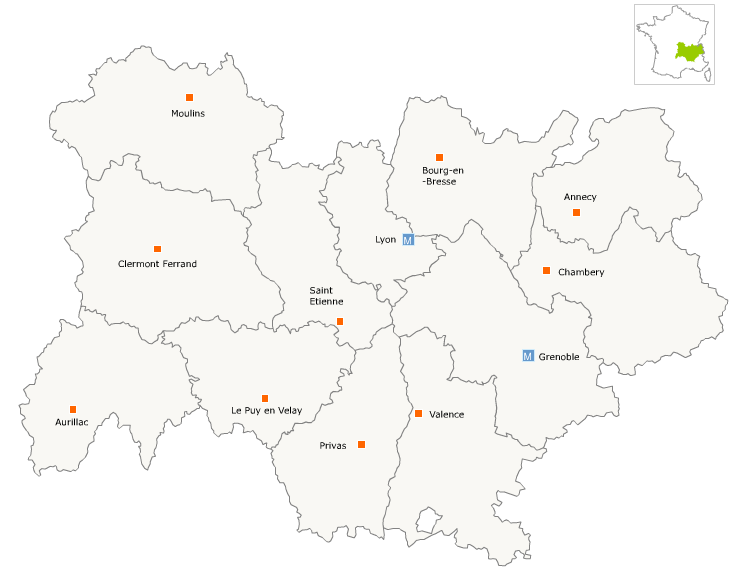 Moulins
Bourg-en
-Bresse
Annecy
Lyon M
Clermont Ferrand
Chambery
Saint
Etienne
M Grenoble
Le Puy en Velay
Aurillac
Valence
Privas